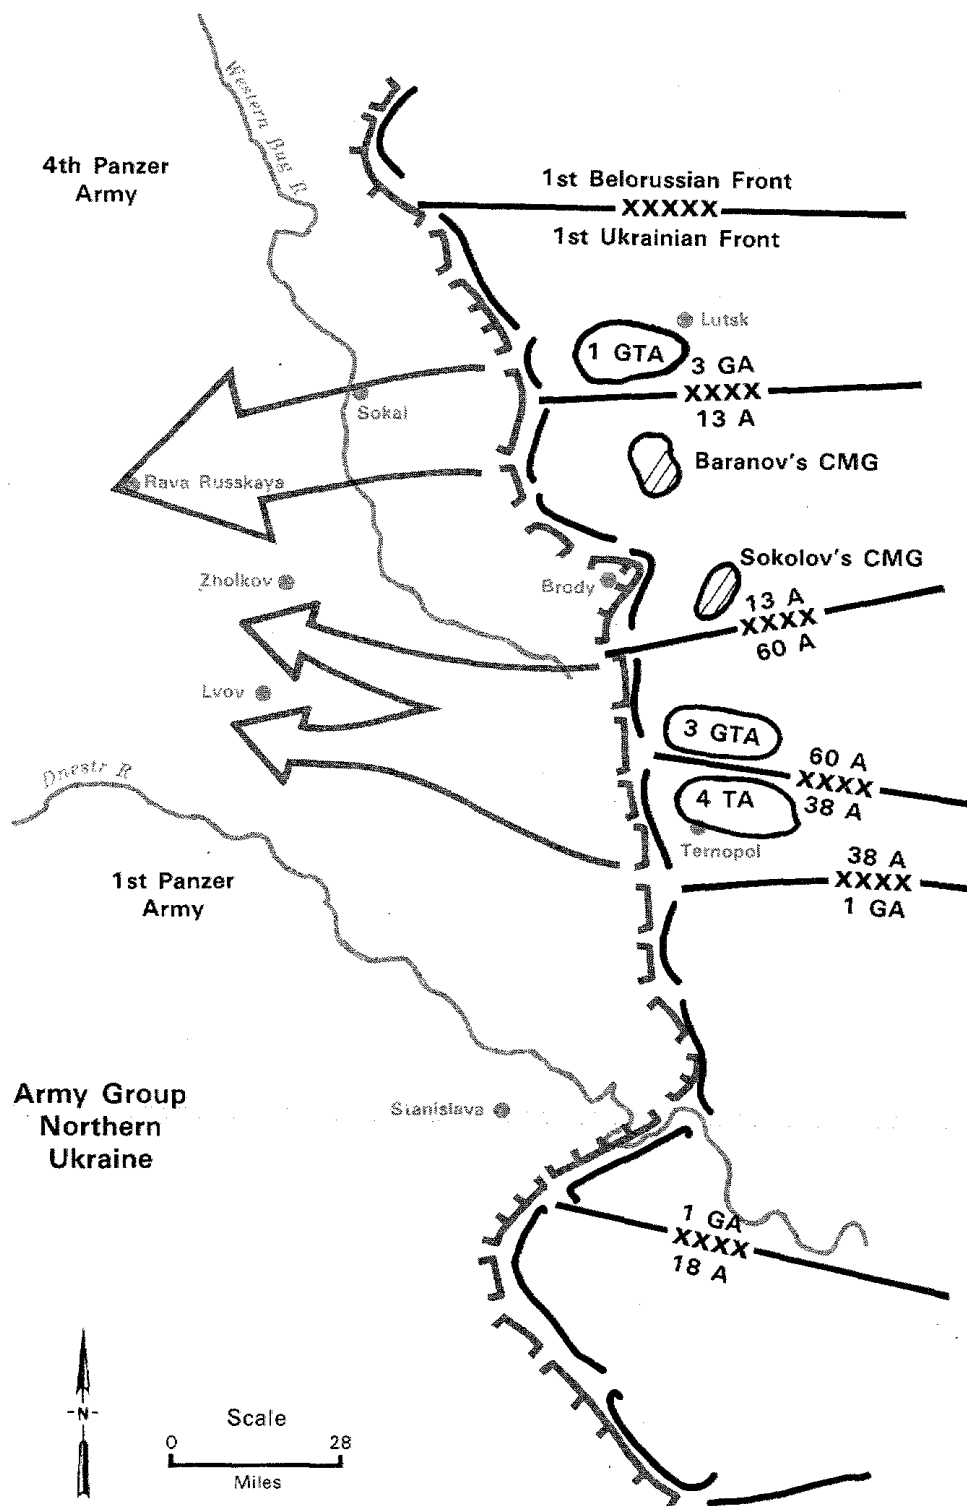 Western Bug R
4th Panzer
Army
1st Belorussian Front
XXXXX
1st Ukrainian Front
Lutsk
1 GTA
3 GA
XXXX
13 A
Sokal
Baranov's CMG
Rava Russkaya
Sokolov's CMG
Zholkov
Brody
13 A
XXXX
60 A
Lvov
3 GTA
Dnestr R
60 A
XXXX
38 A
4 TA
Ternopol
38 A
XXXX
1 GA
1st Panzer
Army
Army Group
Northern
Ukraine
Stanislava
1 GA
XXXX
18 A
N
Scale
0 28
Miles